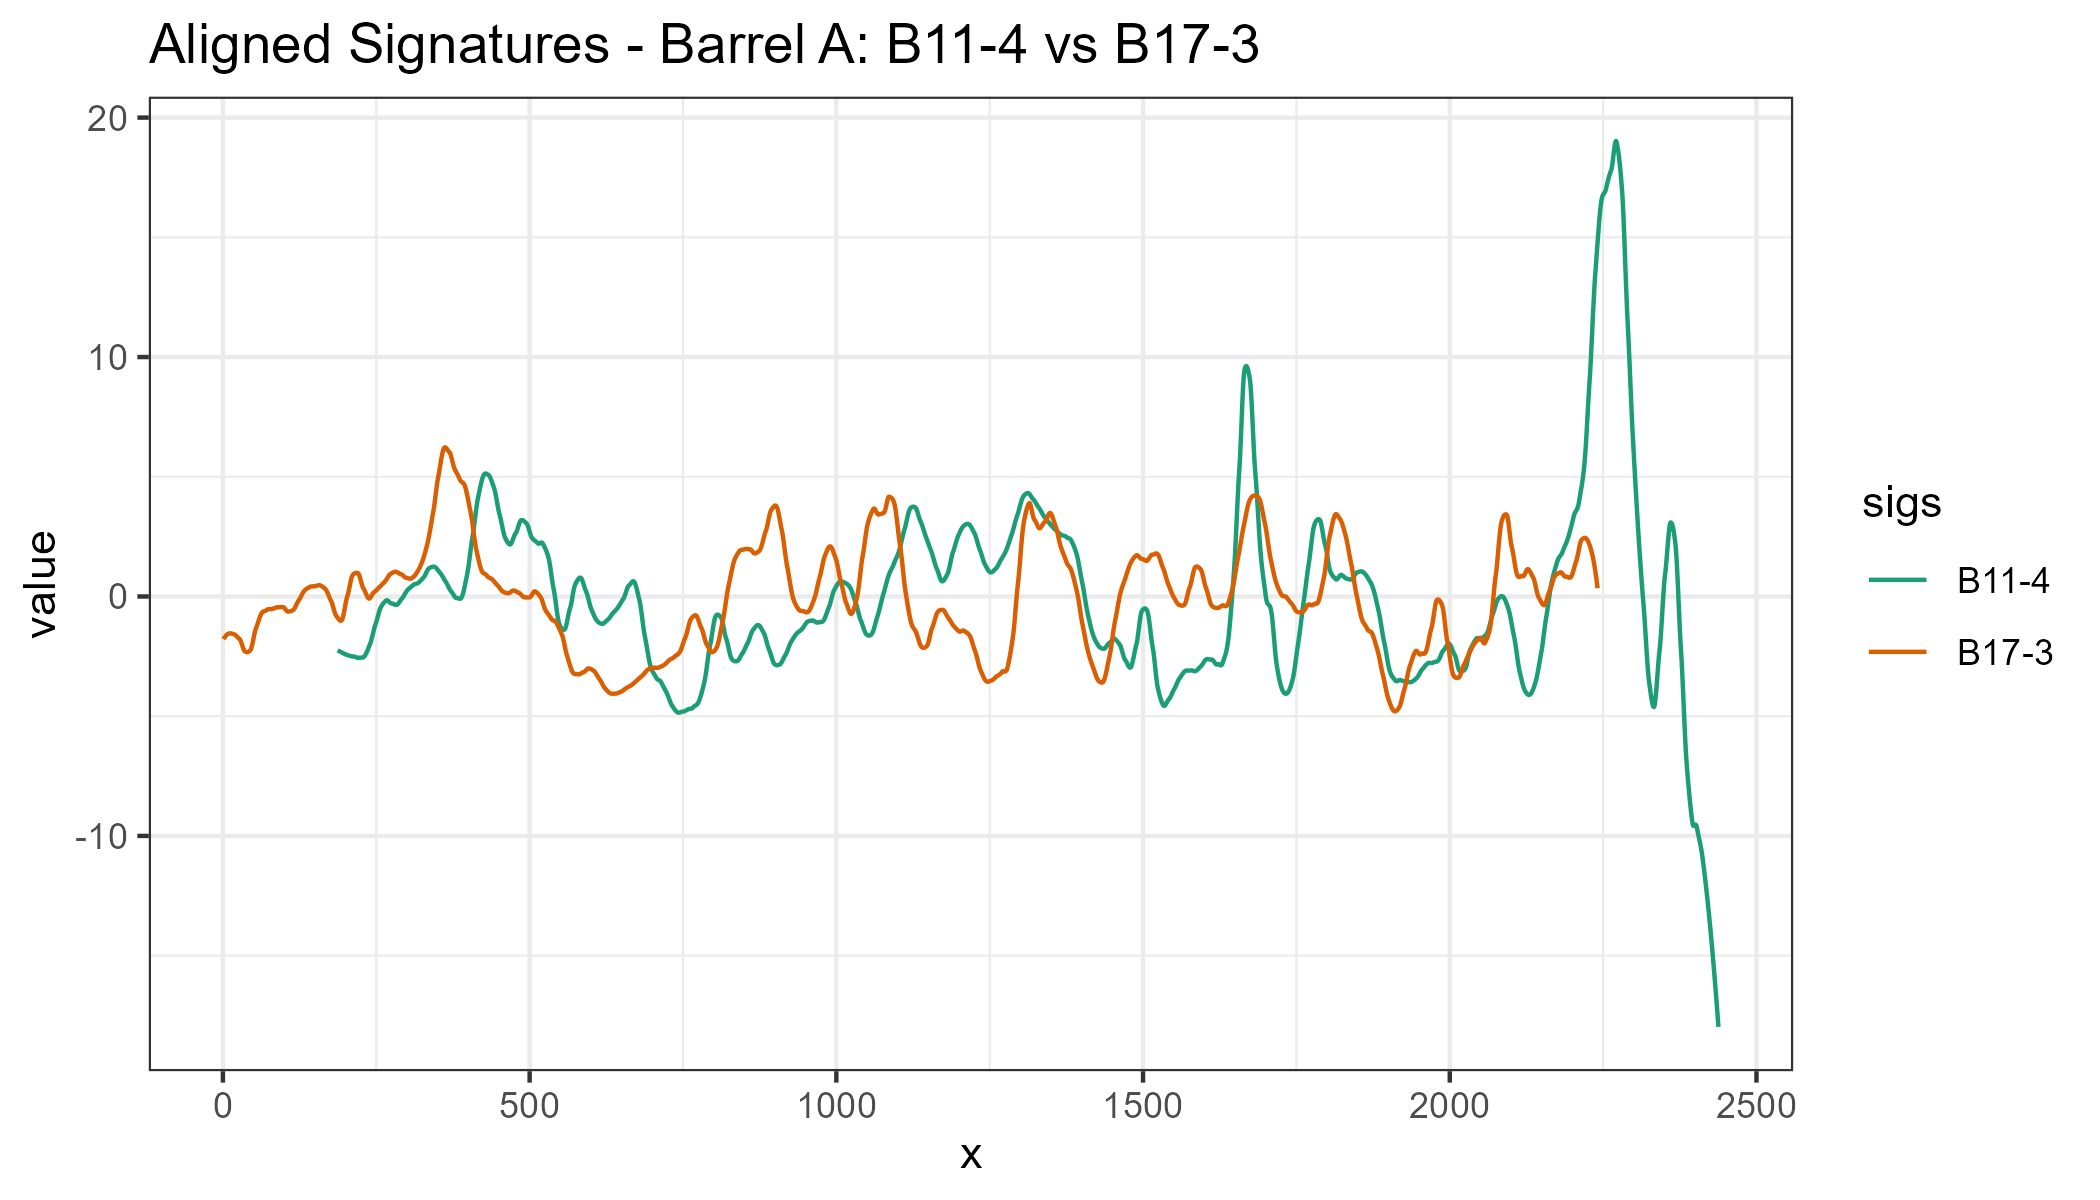 Aligned Signatures - Barrel A: B11-4 vs B17-3
20
10
0
-10
value
0 500 1000 1500 2000 2500
x
sigs
B11-4
B17-3